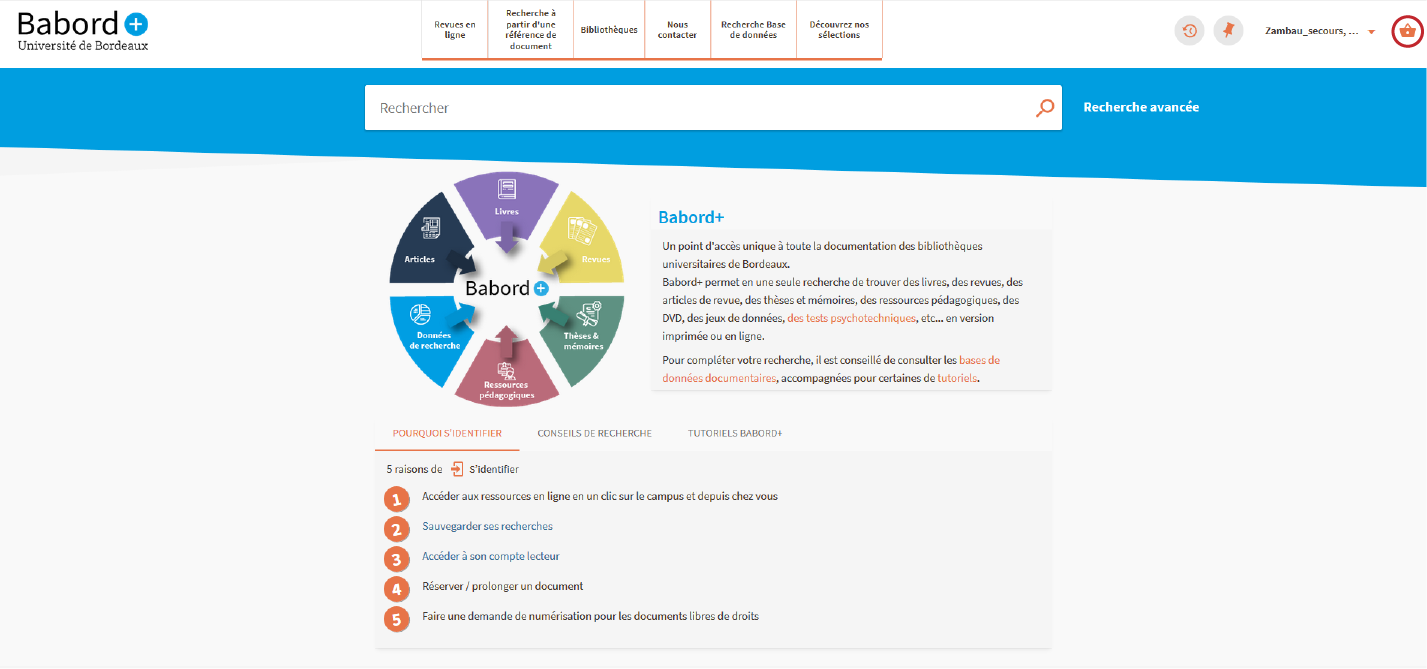 Babord+
Université de Bordeaux
Revues en
ligne
Recherche à
partir d'une
référence de
document
Bibliothèques
Nous
contacter
Recherche Base
de données
Découvrez nos
sélections
Zambau_secours, ...
Rechercher
Recherche avancée
Livres
Articles
Revues
Babord+
Données
de recherche
Thèses &
mémoires
Ressources
pédagogiques
Babord+
Un point d'accès unique à toute la documentation des bibliothèques
universitaires de Bordeaux.
Babord+ permet en une seule recherche de trouver des livres, des revues, des
articles de revue, des thèses et mémoires, des ressources pédagogiques, des
DVD, des jeux de données, des tests psychotechniques, etc... en version
imprimée ou en ligne.
Pour compléter votre recherche, il est conseillé de consulter les bases de
données documentaires, accompagnées pour certaines de tutoriels.
POURQUOI S'IDENTIFIER
CONSEILS DE RECHERCHE
TUTORIELS BABORD+
5 raisons de S'identifier
1 Accéder aux ressources en ligne en un clic sur le campus et depuis chez vous
2 Sauvegarder ses recherches
3 Accéder à son compte lecteur
4 Réserver / prolonger un document
5 Faire une demande de numérisation pour les documents libres de droits